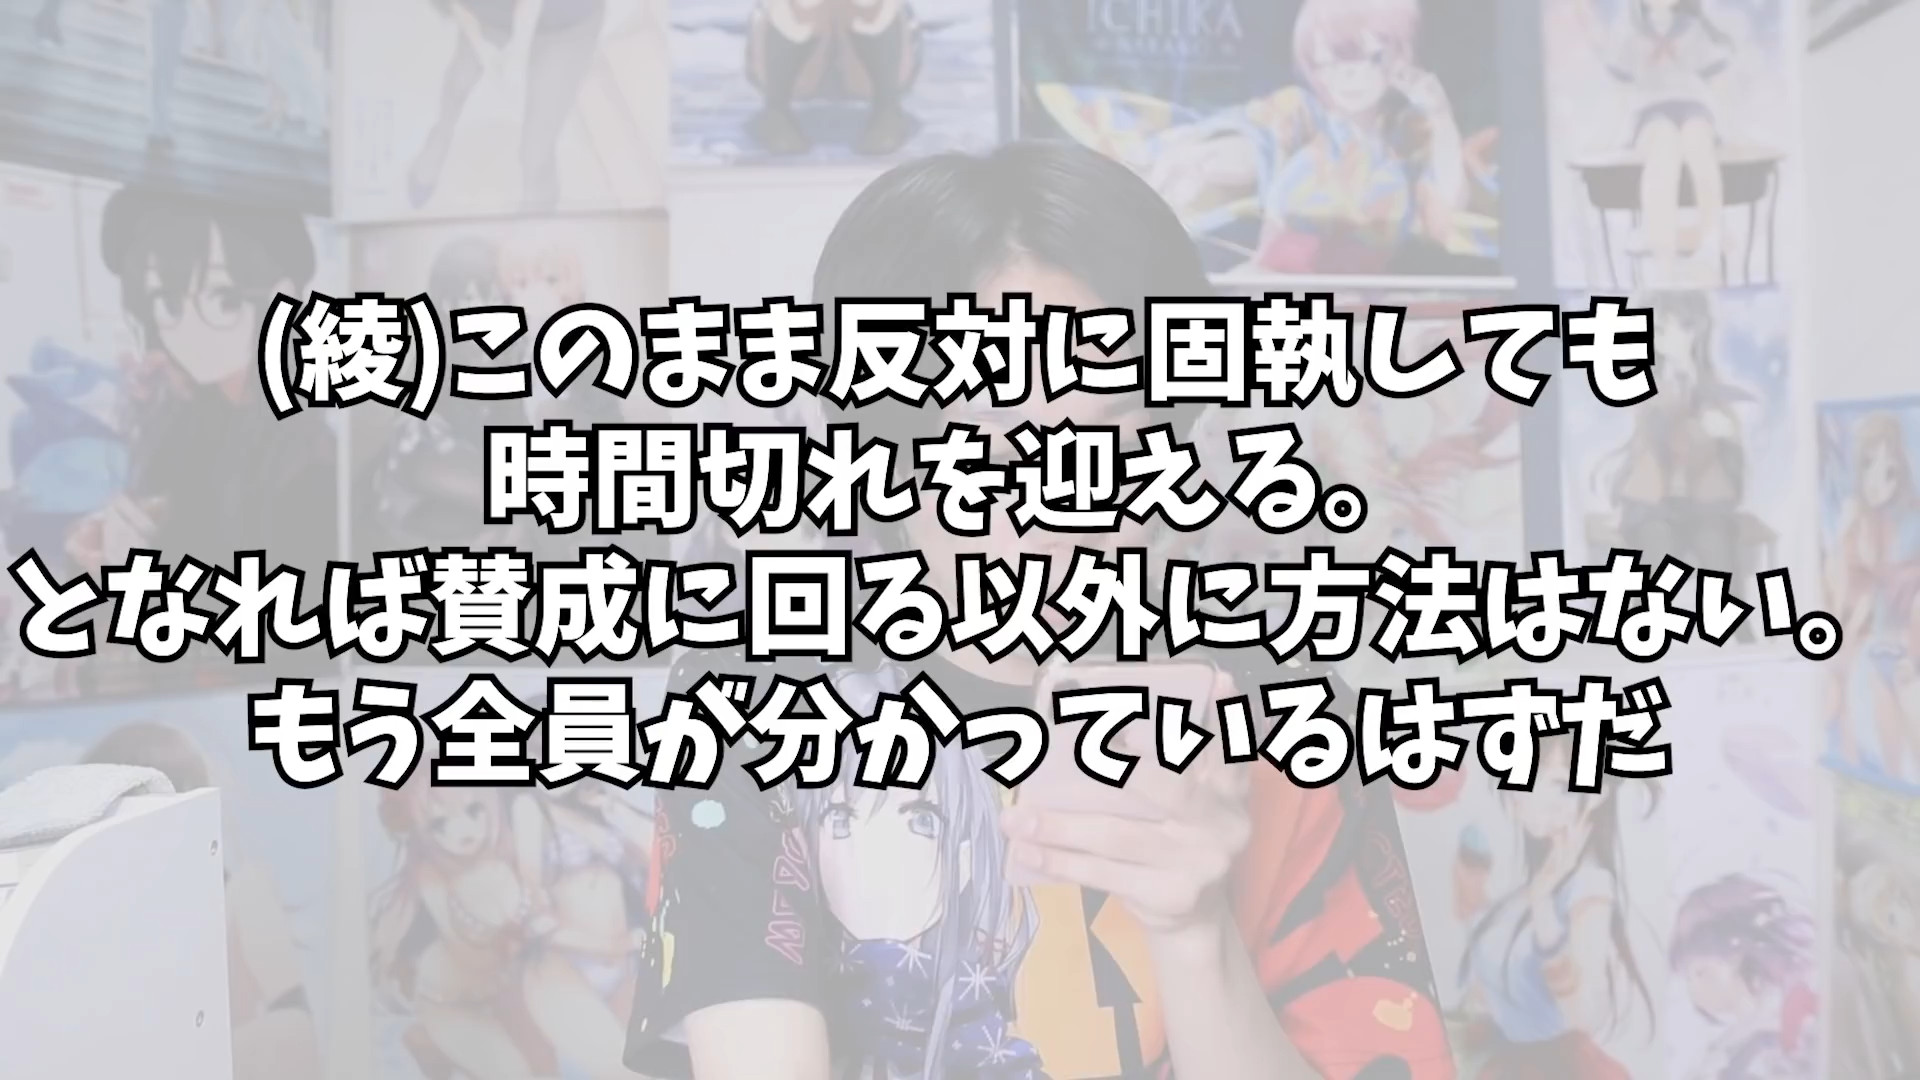 ICHIKA
(綾)このまま反対に固執しても
時間切れを迎える。
となれば賛成に回る以外に方法はない。
もう全員が分かっているはずだ